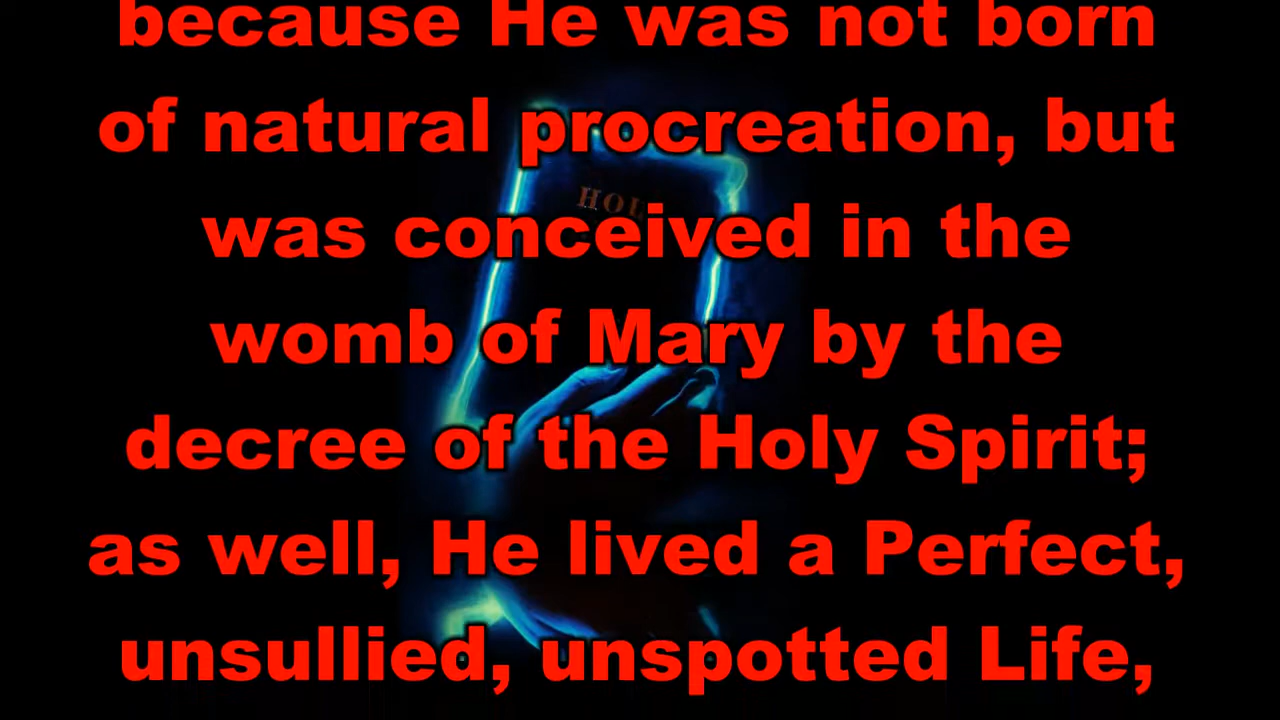 because He was not born
of natural procreation, but
HOL
was conceived in the
womb of Mary by the
decree of the Holy Spirit;
as well, He lived a Perfect,
unsullied, unspotted Life,